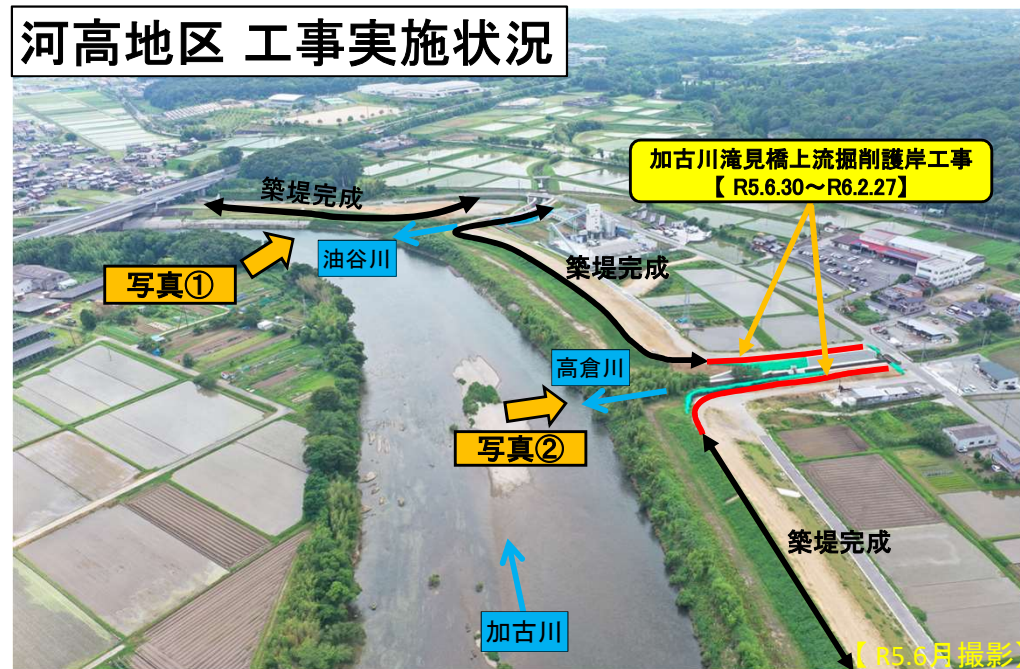 河高地区 工事実施状況
加古川滝見橋上流掘削護岸工事
【 R5.6.30～R6.2.27】
築堤完成
油谷川
写真①
築堤完成
高倉川
写真②
築堤完成
加古川
【 R5.6月撮影】